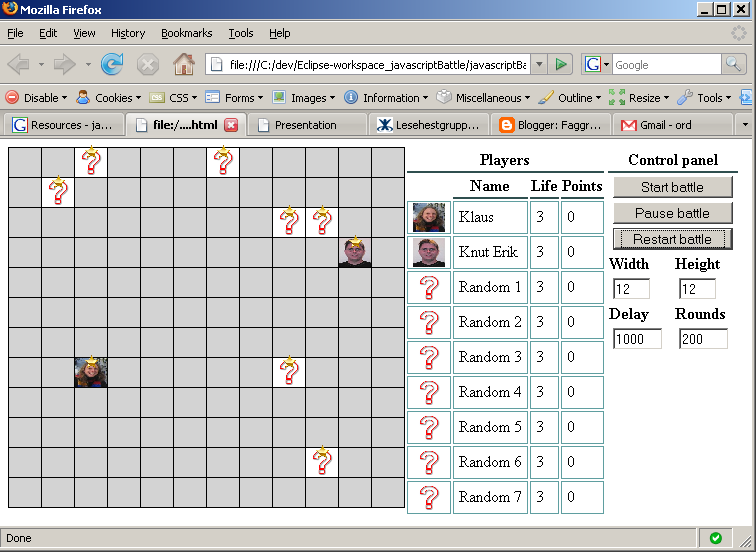 Mozilla Firefox
File Edit View History Bookmarks Tools Help
file:///C:/dev/Eclipse-workspace_javascriptBattle/javascriptBa
Google
Disable Cookies CSS Forms Images Information Miscellaneous Outline Resize Tools
Resources - ja... file:/....html Presentation Lesehestgrupp... Blogger: Faggr... Gmail - ord
Players
Name Life Points
Klaus 3 0
Knut Erik 3 0
Random 1 3 0
Random 2 3 0
Random 3 3 0
Random 4 3 0
Random 5 3 0
Random 6 3 0
Random 7 3 0
Control panel
Start battle
Pause battle
Restart battle
Width Height
12 12
Delay Rounds
1000 200
Done